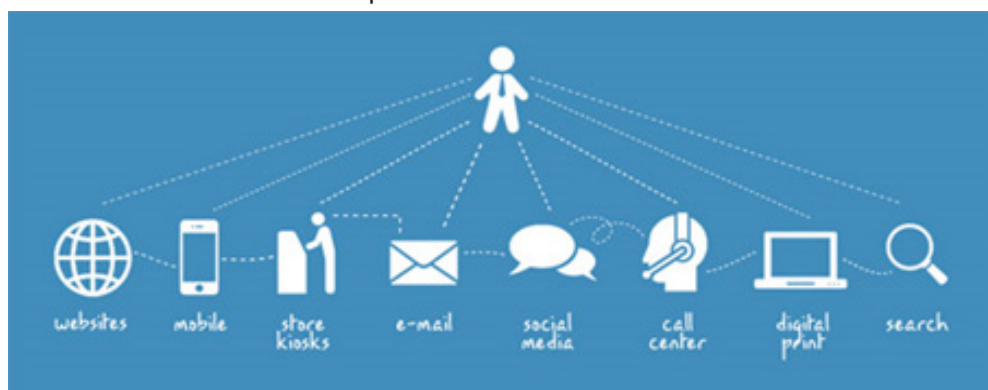 websites
mobile
store
kiosks
e-mail
social
media
call
center
digital
print
search